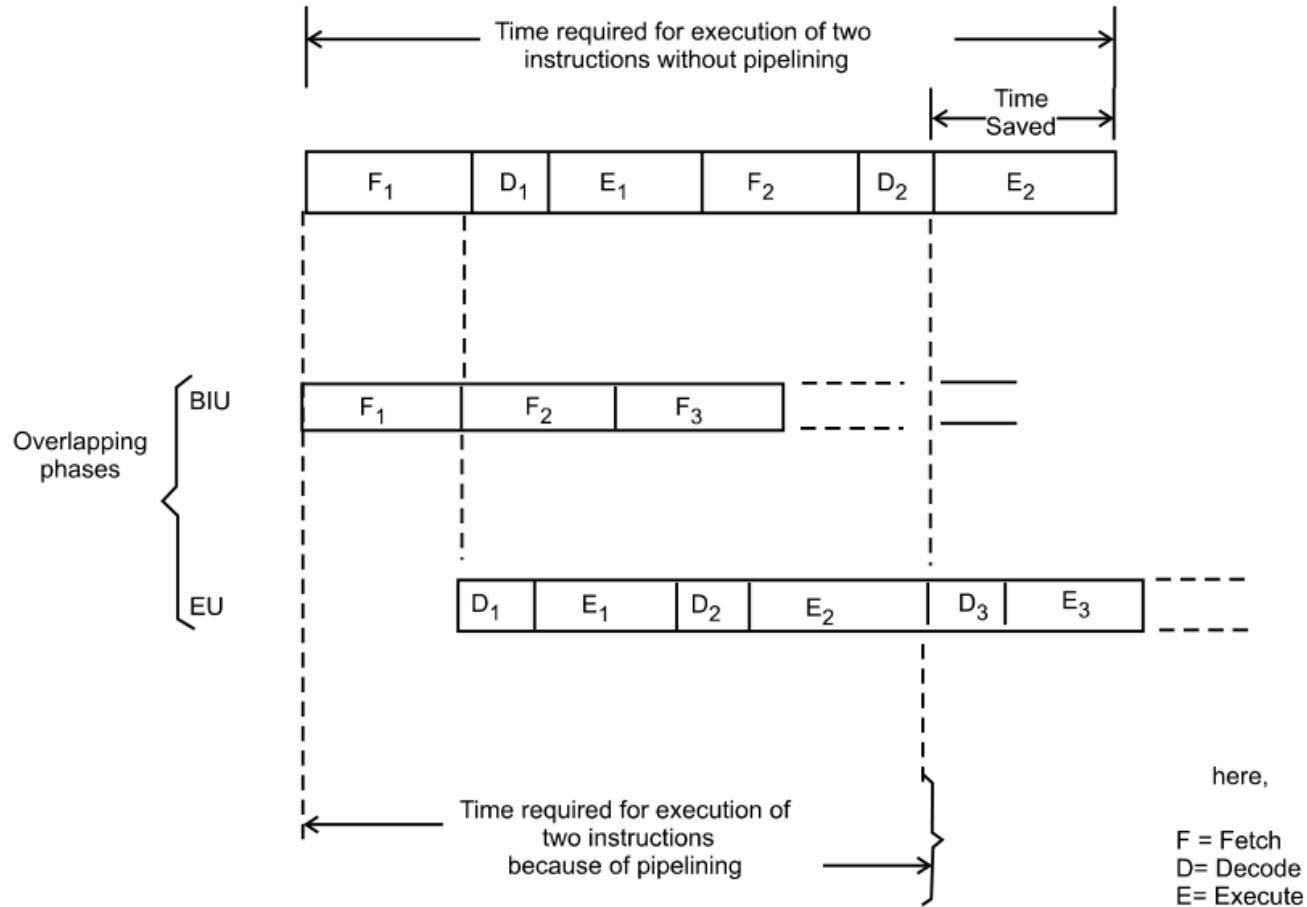 Time required for execution of two
instructions without pipelining
Time
Saved
F₁ D₁ E₁ F₂ D₂ E₂
BIU
F₁ F₂ F₃
Overlapping
phases
EU
D₁ E₁ D₂ E₂ D₃ E₃
here,
Time required for execution of
two instructions
because of pipelining
F = Fetch
D= Decode
E= Execute